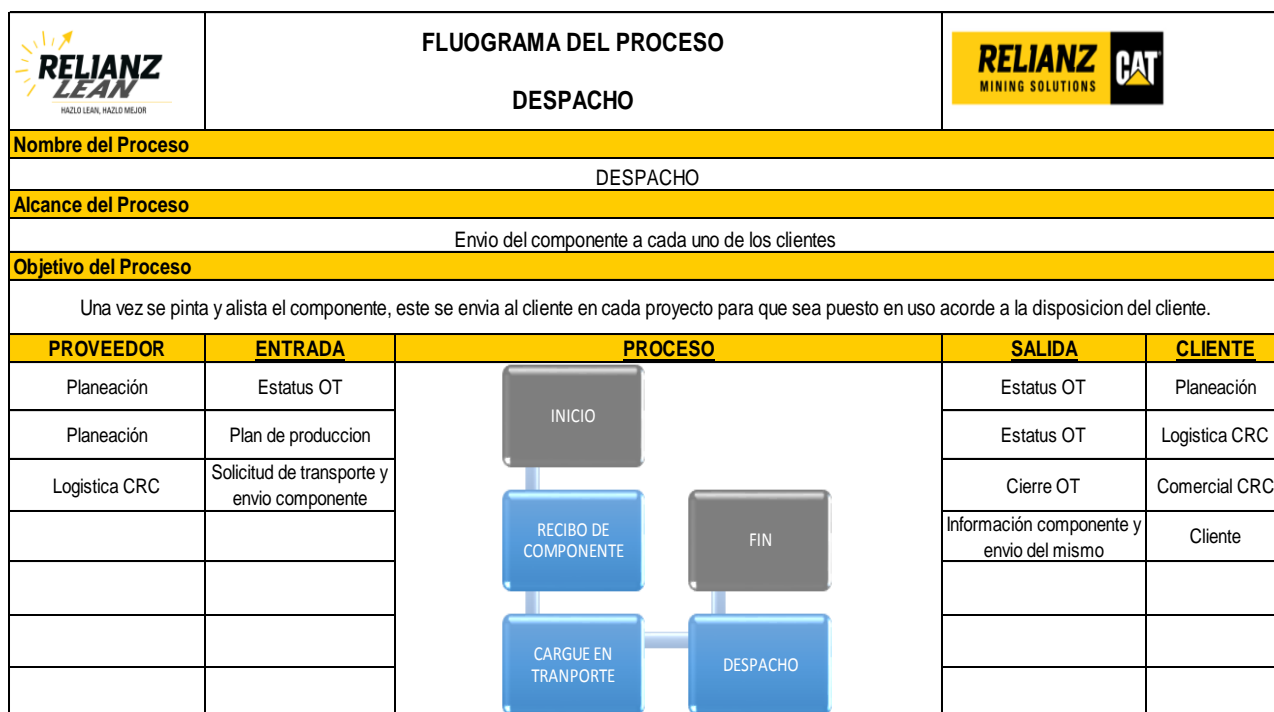 RELIANZ
LEAN
HAZLO LEAN, HAZLO MEJOR
FLUOGRAMA DEL PROCESO
DESPACHO
RELIANZ
MINING SOLUTIONS
CAT
Nombre del Proceso
DESPACHO
Alcance del Proceso
Envio del componente a cada uno de los clientes
Objetivo del Proceso
Una vez se pinta y alista el componente, este se envia al cliente en cada proyecto para que sea puesto en uso acorde a la disposicion del cliente.
PROVEEDOR ENTRADA PROCESO SALIDA CLIENTE
Planeación Estatus OT Estatus OT Planeación
INICIO
Planeación Plan de produccion Estatus OT Logistica CRC
Logistica CRC Solicitud de transporte y
envio componente
Cierre OT Comercial CRC
RECIBO DE
COMPONENTE
FIN
Información componente y
envio del mismo
Cliente
CARGUE EN
TRANPORTE
DESPACHO